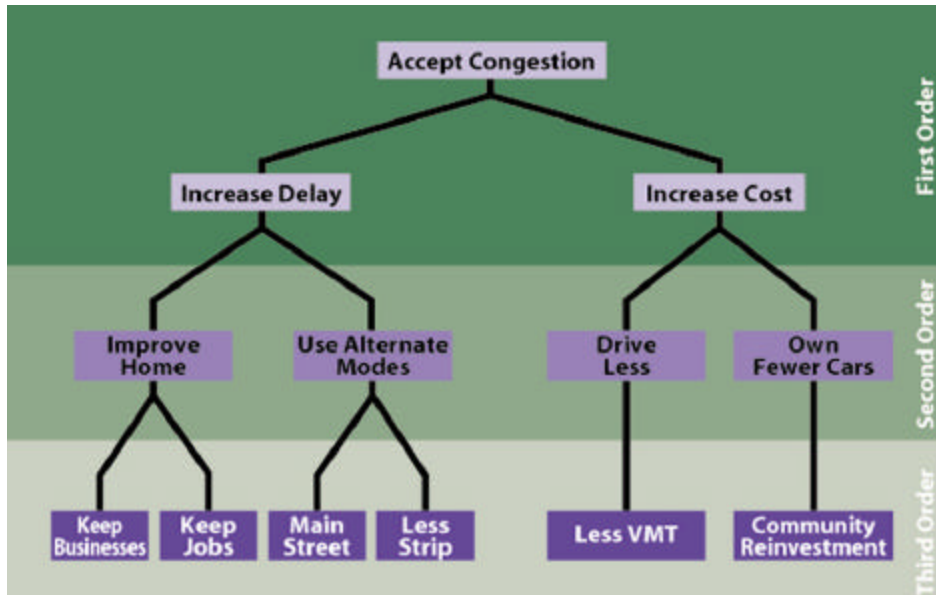 Accept Congestion
First Order
Increase Delay
Increase Cost
Second Order
Improve
Home
Use Alternate
Modes
Drive
Less
Own
Fewer Cars
Third Order
Keep
Businesses
Keep
Jobs
Main
Street
Less
Strip
Less VMT
Community
Reinvestment